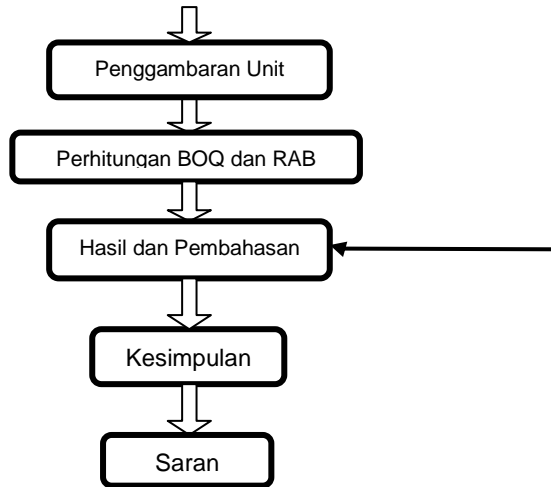 Penggambaran Unit
Perhitungan BOQ dan RAB
Hasil dan Pembahasan
Kesimpulan
Saran